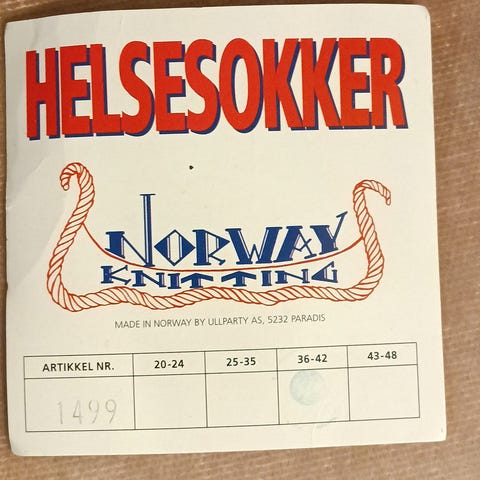 HELSESOKKER
NORWAY
KNITTING
MADE IN NORWAY BY ULLPARTY AS, 5232 PARADIS
ARTIKKEL NR. 20-24 25-35 36-42 43-48
1499